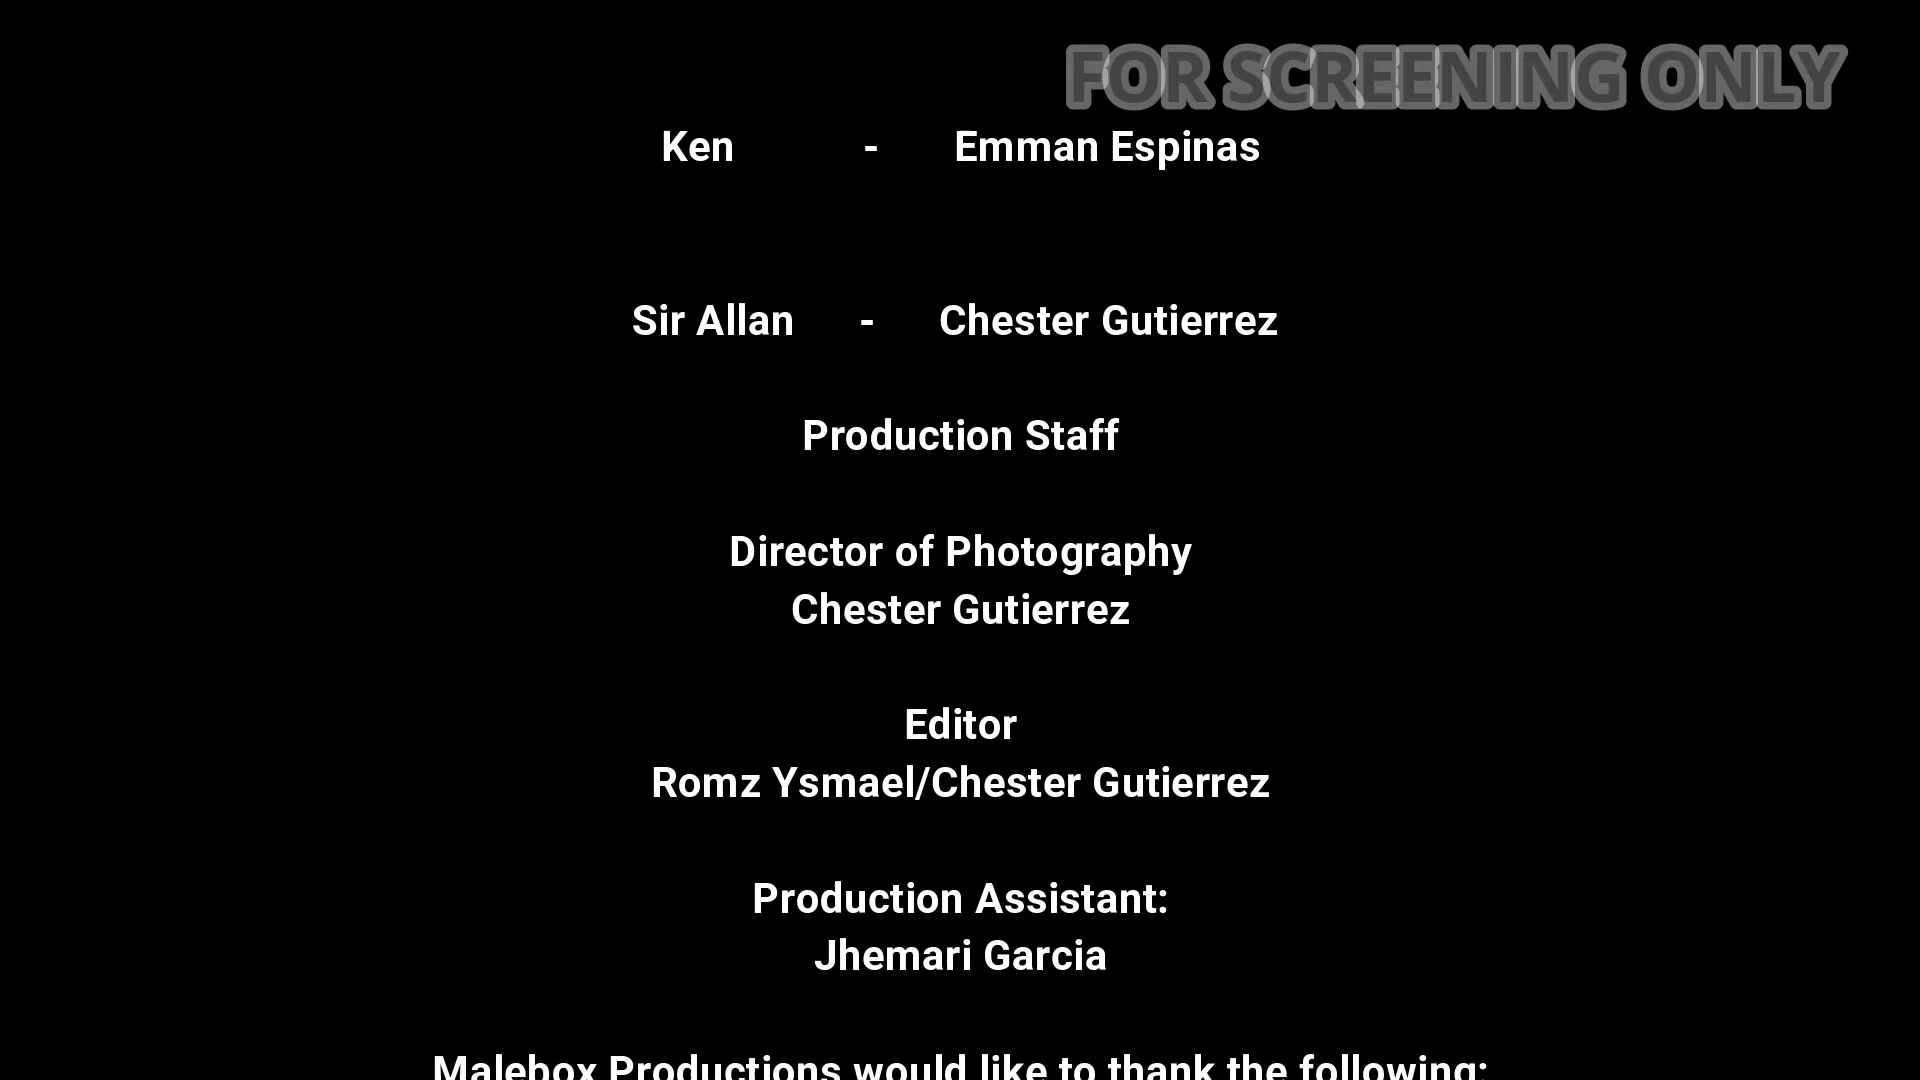 FOR SCREENING ONLY
Ken - Emman Espinas
Sir Allan - Chester Gutierrez
Production Staff
Director of Photography
Chester Gutierrez
Editor
Romz Ysmael/Chester Gutierrez
Production Assistant:
Jhemari Garcia
Malebox Productions would like to thank the following: